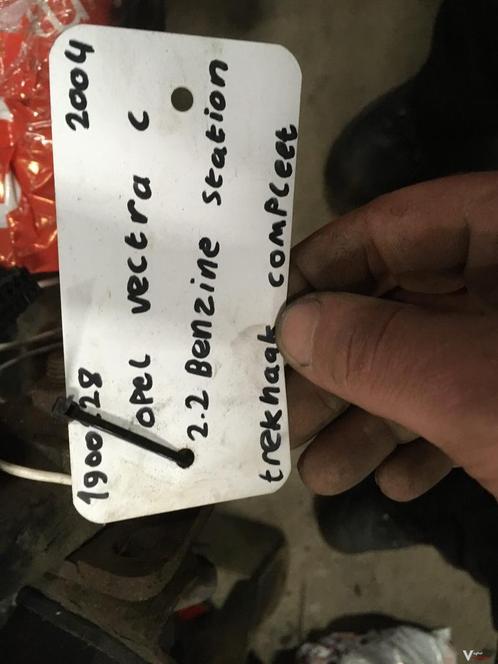 2004
opel vectra c
2.2 Benzine station
trekhaak compleet